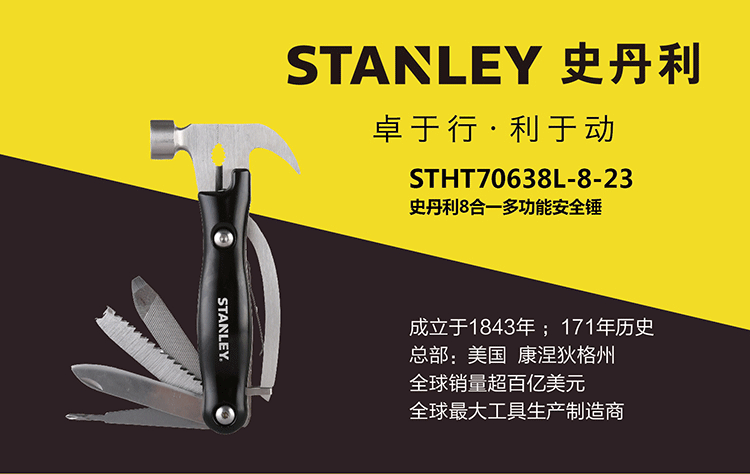 STANLEY 史丹利
卓于行·利于动
STHT70638L-8-23
史丹利8合一多功能安全锤
STANLEY
成立于1843年；171年历史
总部：美国 康涅狄格州
全球销量超百亿美元
全球最大工具生产制造商